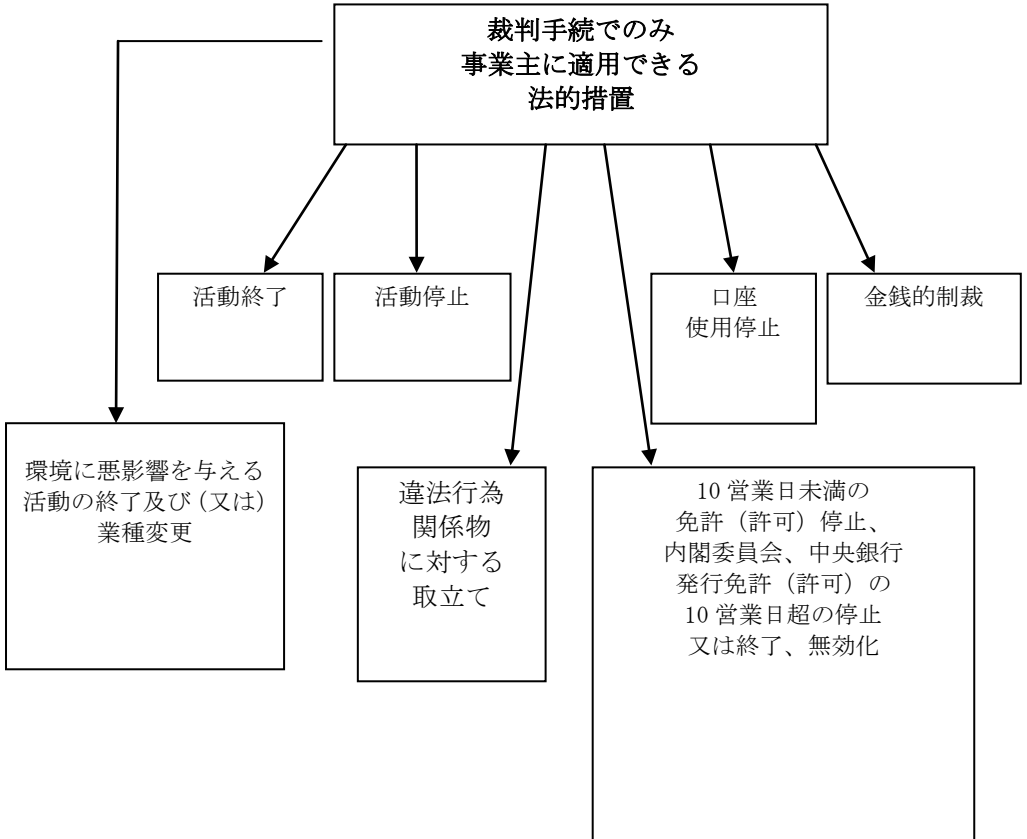 裁判手続でのみ
事業主に適用できる
法的措置
活動終了
活動停止
口座
使用停止
金銭的制裁
環境に悪影響を与える
活動の終了及び(又は)
業種変更
違法行為
関係物
に対する
取立て
10 営業日未満の
免許（許可）停止、
内閣委員会、中央銀行
発行免許（許可）の
10 営業日超の停止
又は終了、無効化